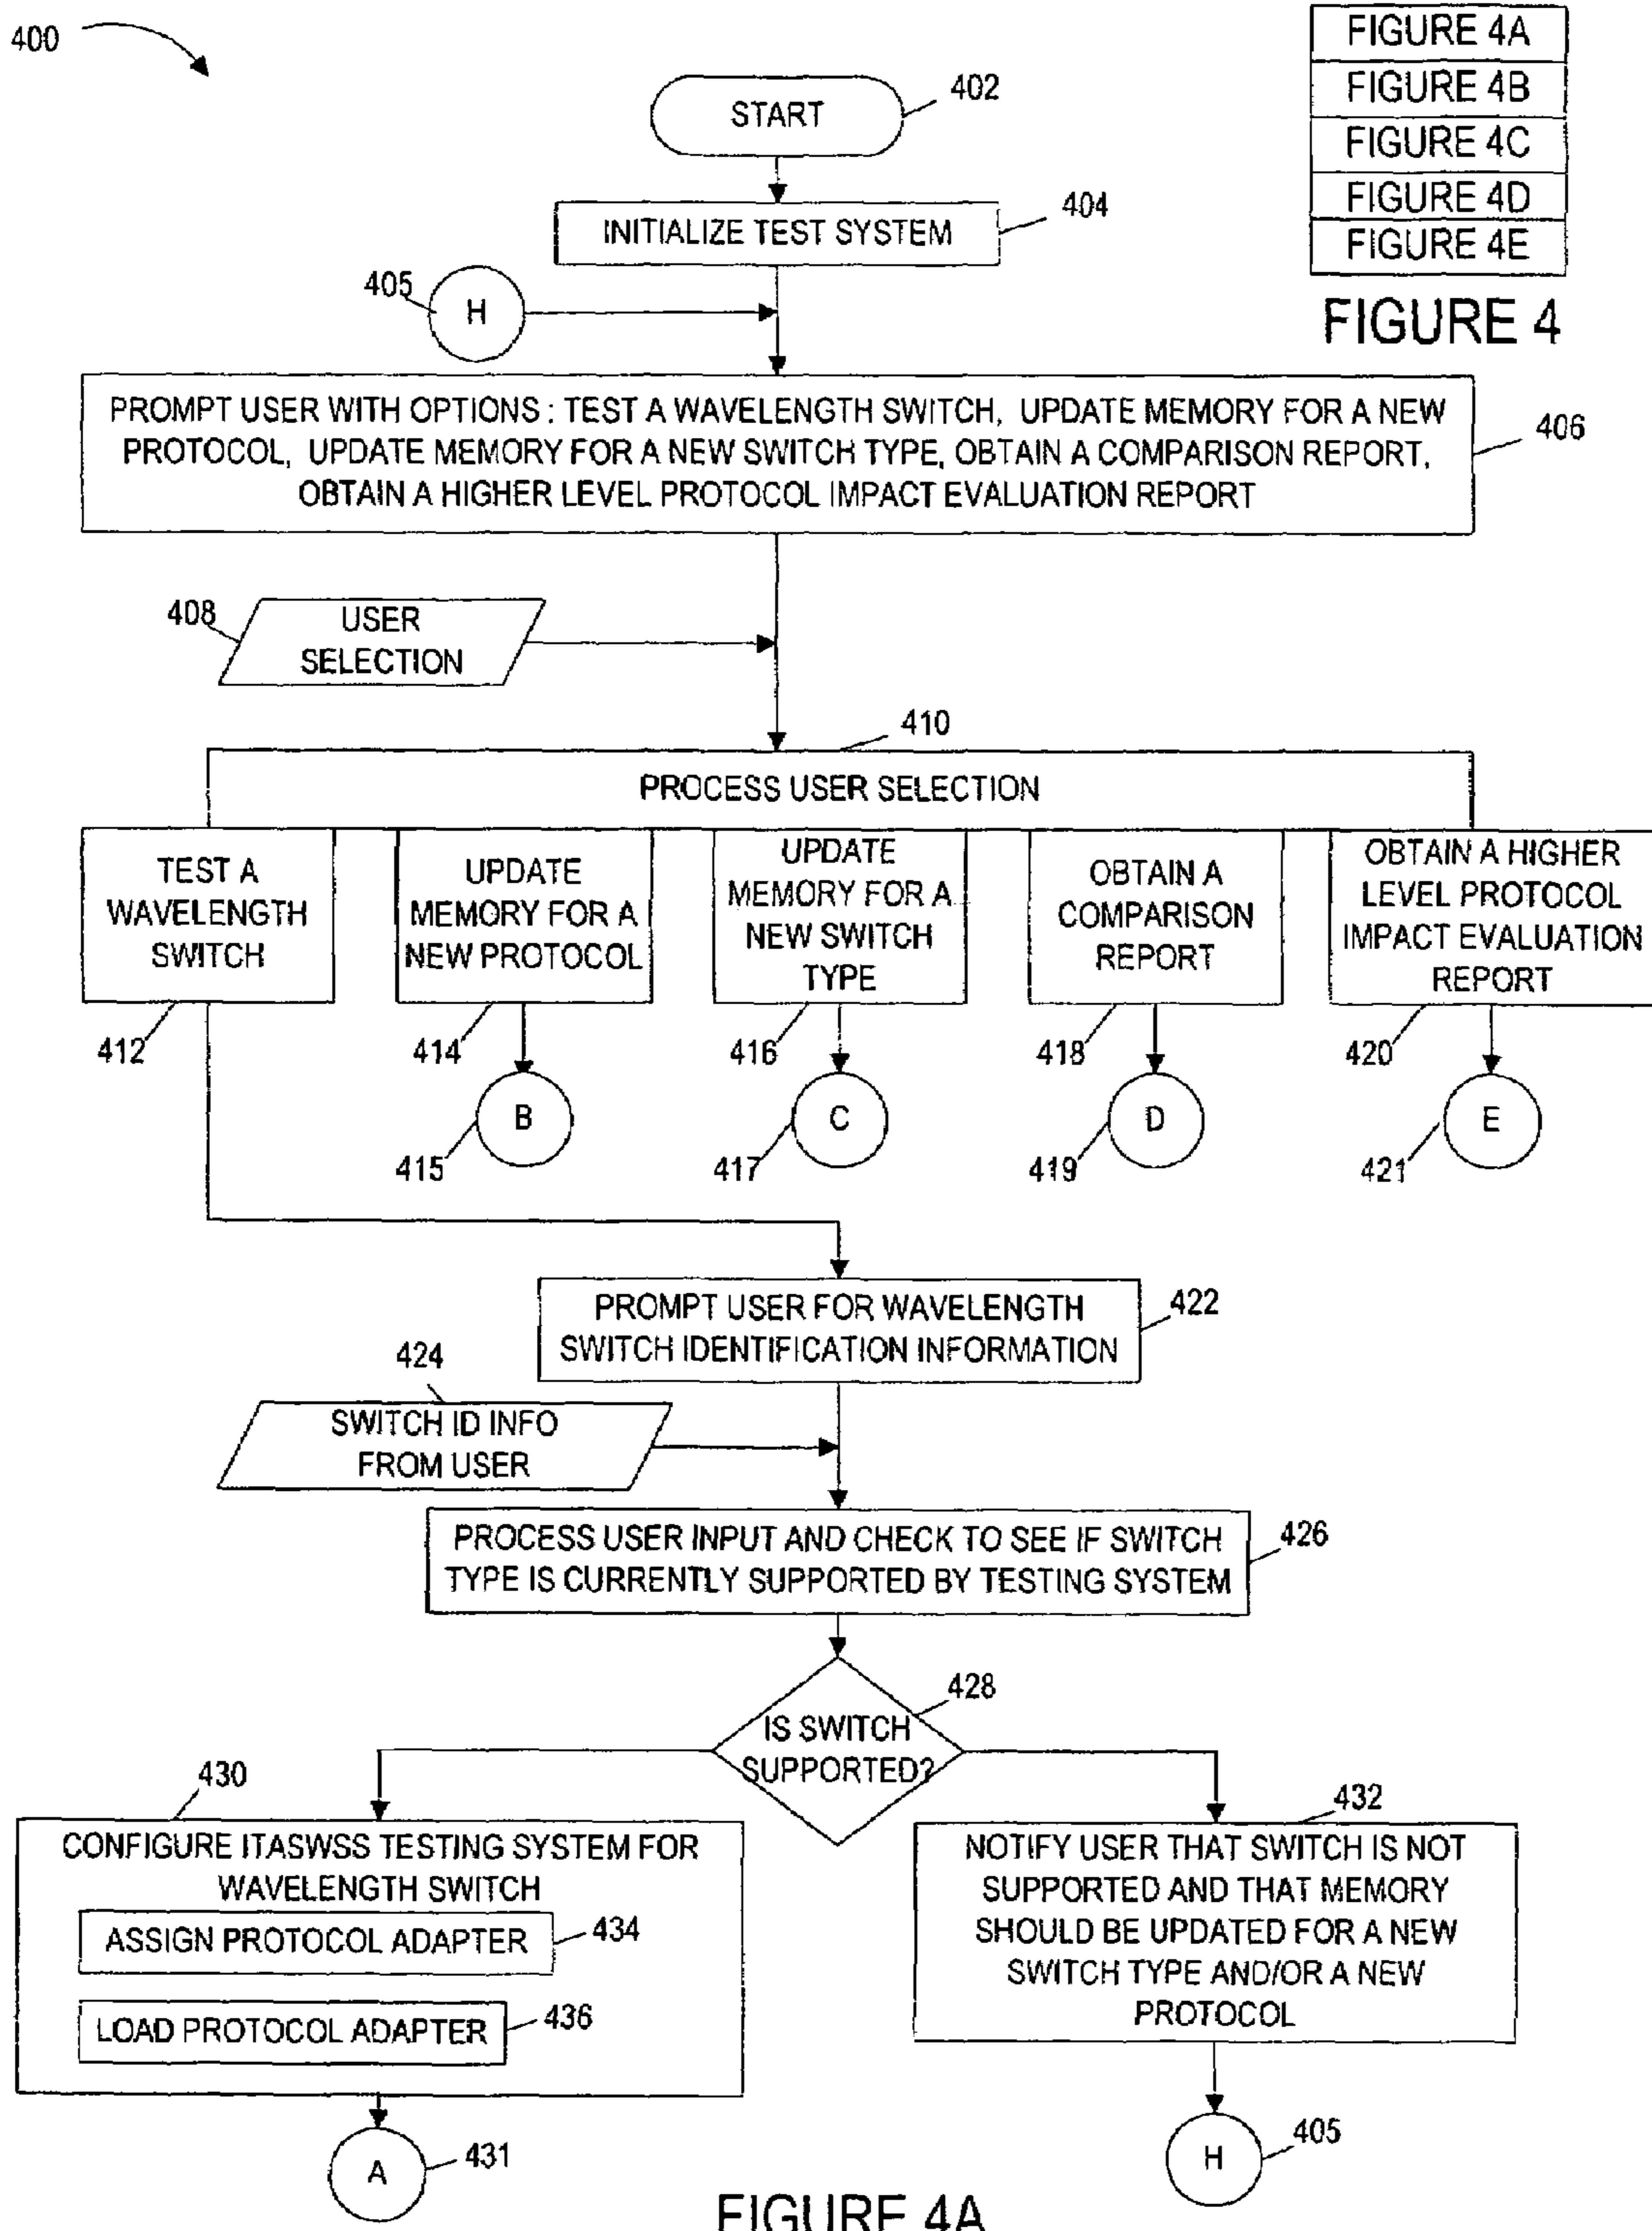 400
FIGURE 4A
FIGURE 4B
FIGURE 4C
FIGURE 4D
FIGURE 4E
FIGURE 4
START
402
INITIALIZE TEST SYSTEM
404
405
H
PROMPT USER WITH OPTIONS : TEST A WAVELENGTH SWITCH, UPDATE MEMORY FOR A NEW
PROTOCOL, UPDATE MEMORY FOR A NEW SWITCH TYPE, OBTAIN A COMPARISON REPORT,
OBTAIN A HIGHER LEVEL PROTOCOL IMPACT EVALUATION REPORT
406
408
USER
SELECTION
410
PROCESS USER SELECTION
TEST A
WAVELENGTH
SWITCH
412
UPDATE
MEMORY FOR A
NEW PROTOCOL
414
UPDATE
MEMORY FOR A
NEW SWITCH
TYPE
416
OBTAIN A
COMPARISON
REPORT
418
OBTAIN A HIGHER
LEVEL PROTOCOL
IMPACT EVALUATION
REPORT
420
B
415
C
417
D
419
E
421
PROMPT USER FOR WAVELENGTH
SWITCH IDENTIFICATION INFORMATION
422
424
SWITCH ID INFO
FROM USER
PROCESS USER INPUT AND CHECK TO SEE IF SWITCH
TYPE IS CURRENTLY SUPPORTED BY TESTING SYSTEM
426
IS SWITCH
SUPPORTED?
428
430
CONFIGURE ITASWSS TESTING SYSTEM FOR
WAVELENGTH SWITCH
ASSIGN PROTOCOL ADAPTER
434
LOAD PROTOCOL ADAPTER
436
432
NOTIFY USER THAT SWITCH IS NOT
SUPPORTED AND THAT MEMORY
SHOULD BE UPDATED FOR A NEW
SWITCH TYPE AND/OR A NEW
PROTOCOL
A
431
H
405
FIGURE 4A